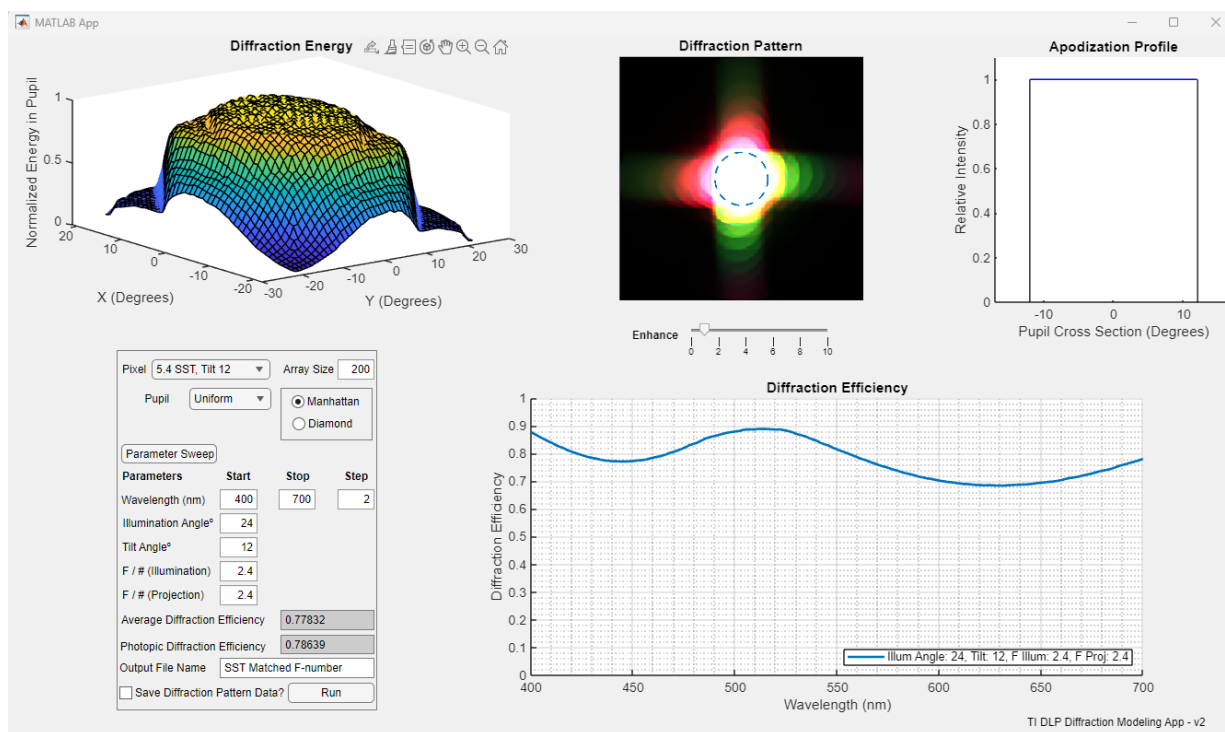 MATLAB App
Diffraction Energy
Normalized Energy in Pupil
1
0.5
0
20
10
0
-10
-20
X (Degrees)
-30
-20
-10
0
10
20
30
Y (Degrees)
Diffraction Pattern
Enhance
0 2 4 6 8 10
Apodization Profile
Relative Intensity
1
0.8
0.6
0.4
0.2
0
-10 0 10
Pupil Cross Section (Degrees)
Pixel 5.4 SST, Tilt 12 Array Size 200
Pupil Uniform
Manhattan
Diamond
Parameter Sweep
Parameters Start Stop Step
Wavelength (nm) 400 700 2
Illumination Angleº 24
Tilt Angleº 12
F / # (Illumination) 2.4
F / # (Projection) 2.4
Average Diffraction Efficiency 0.77832
Photopic Diffraction Efficiency 0.78639
Output File Name SST Matched F-number
Save Diffraction Pattern Data? Run
Diffraction Efficiency
Diffraction Efficiency
1
0.9
0.8
0.7
0.6
0.5
0.4
0.3
0.2
0.1
0
Illum Angle: 24, Tilt: 12, F Illum: 2.4, F Proj: 2.4
400 450 500 550 600 650 700
Wavelength (nm)
TI DLP Diffraction Modeling App - v2